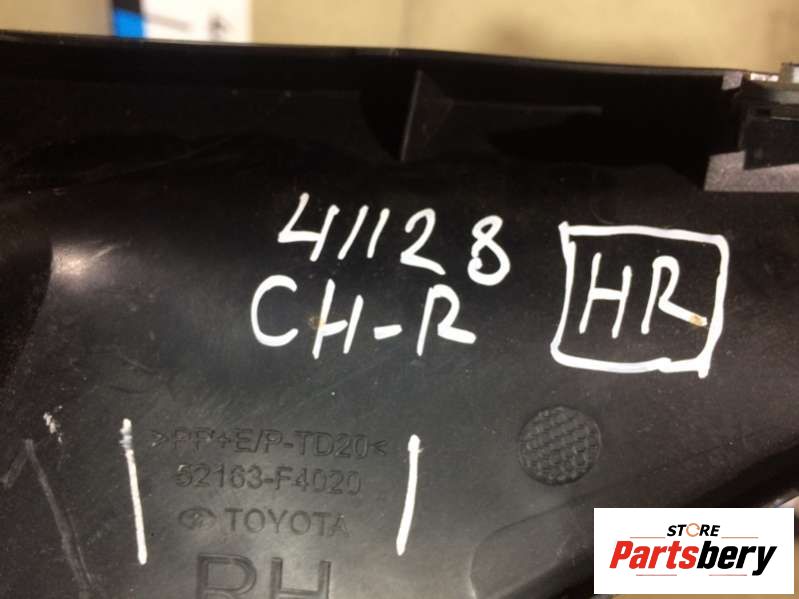 41128
CH-R
HR
>PP+E/P-TD20<
52163-F4020
TOYOTA
RH
STORE
Partsbery